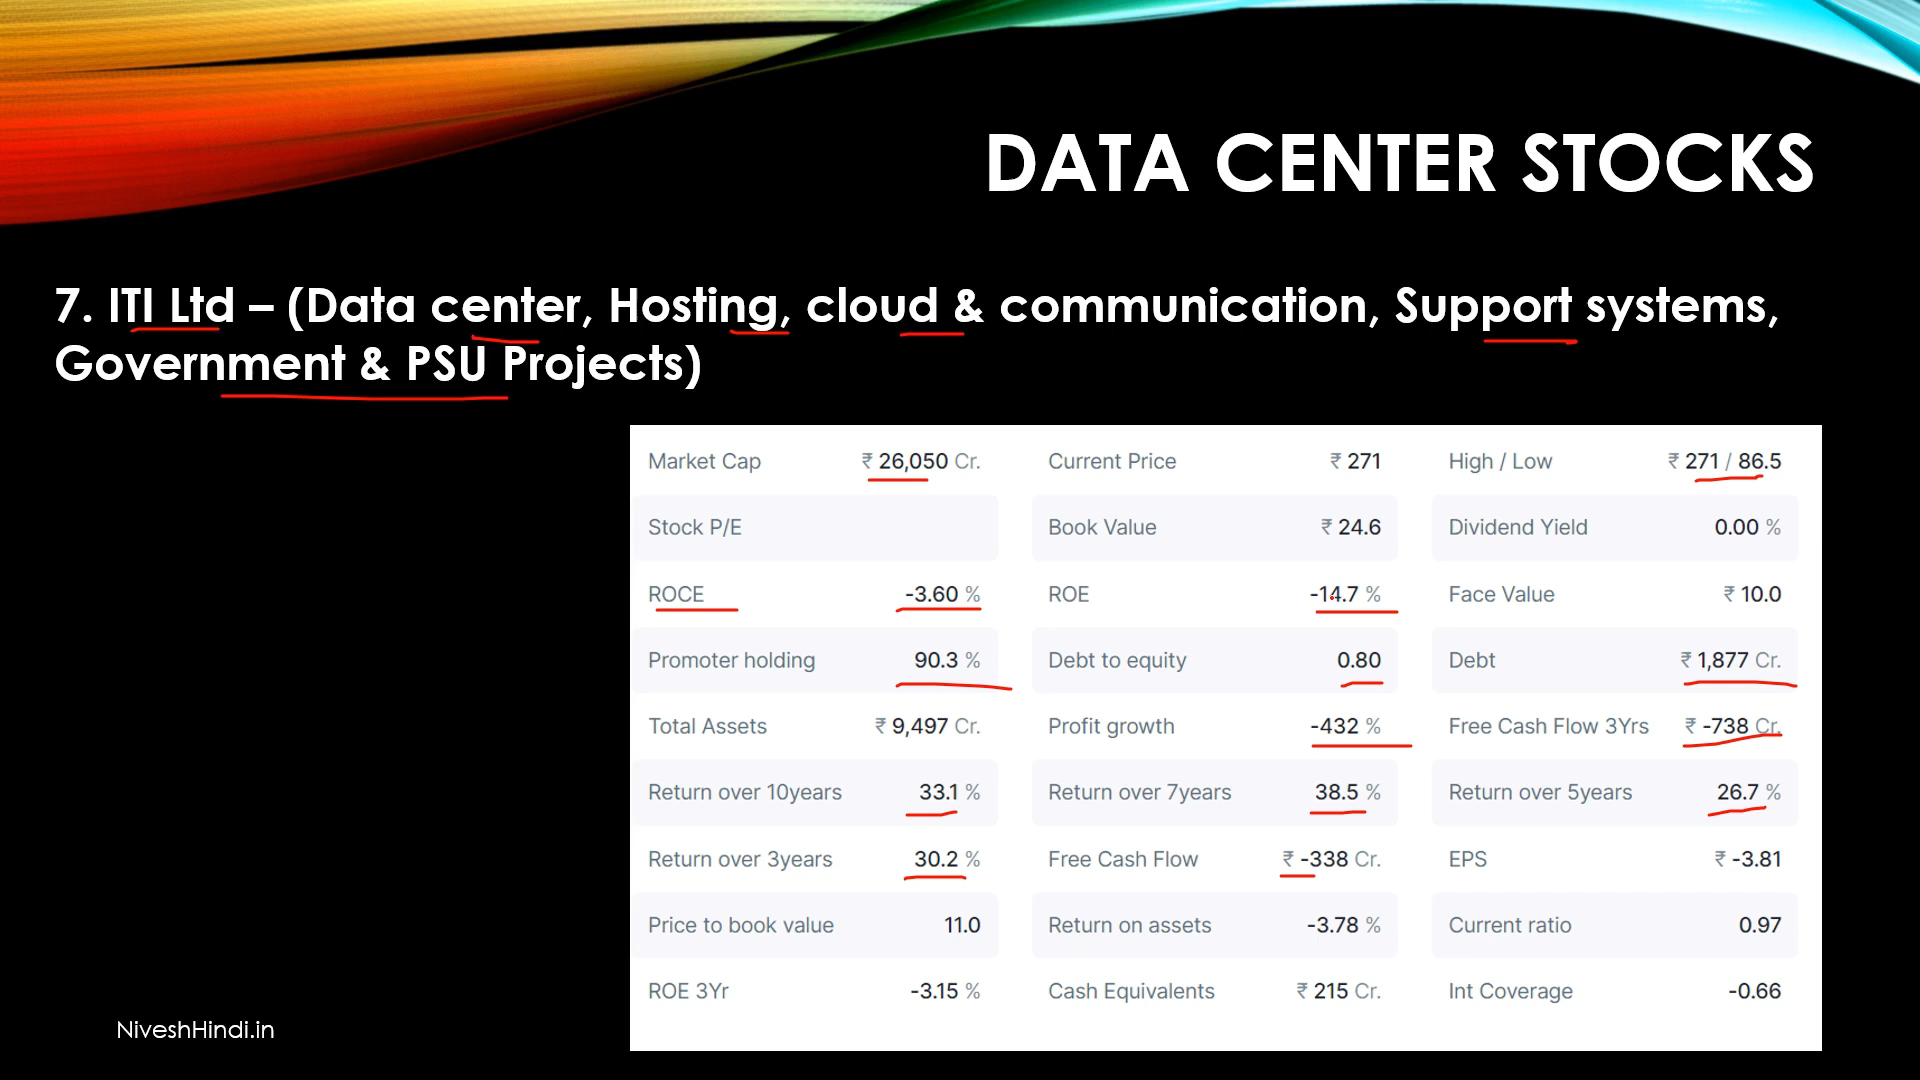 DATA CENTER STOCKS
7. ITI Ltd – (Data center, Hosting, cloud & communication, Support systems,
Government & PSU Projects)
Market Cap ₹ 26,050 Cr. Current Price ₹ 271 High / Low ₹ 271 / 86.5
Stock P/E Book Value ₹ 24.6 Dividend Yield 0.00 %
ROCE -3.60 % ROE -14.7 % Face Value ₹ 10.0
Promoter holding 90.3 % Debt to equity 0.80 Debt ₹ 1,877 Cr.
Total Assets ₹ 9,497 Cr. Profit growth -432 % Free Cash Flow 3Yrs ₹ -738 Cr.
Return over 10years 33.1 % Return over 7years 38.5 % Return over 5years 26.7 %
Return over 3years 30.2 % Free Cash Flow ₹ -338 Cr. EPS ₹ -3.81
Price to book value 11.0 Return on assets -3.78 % Current ratio 0.97
ROE 3Yr -3.15 % Cash Equivalents ₹ 215 Cr. Int Coverage -0.66
NiveshHindi.in